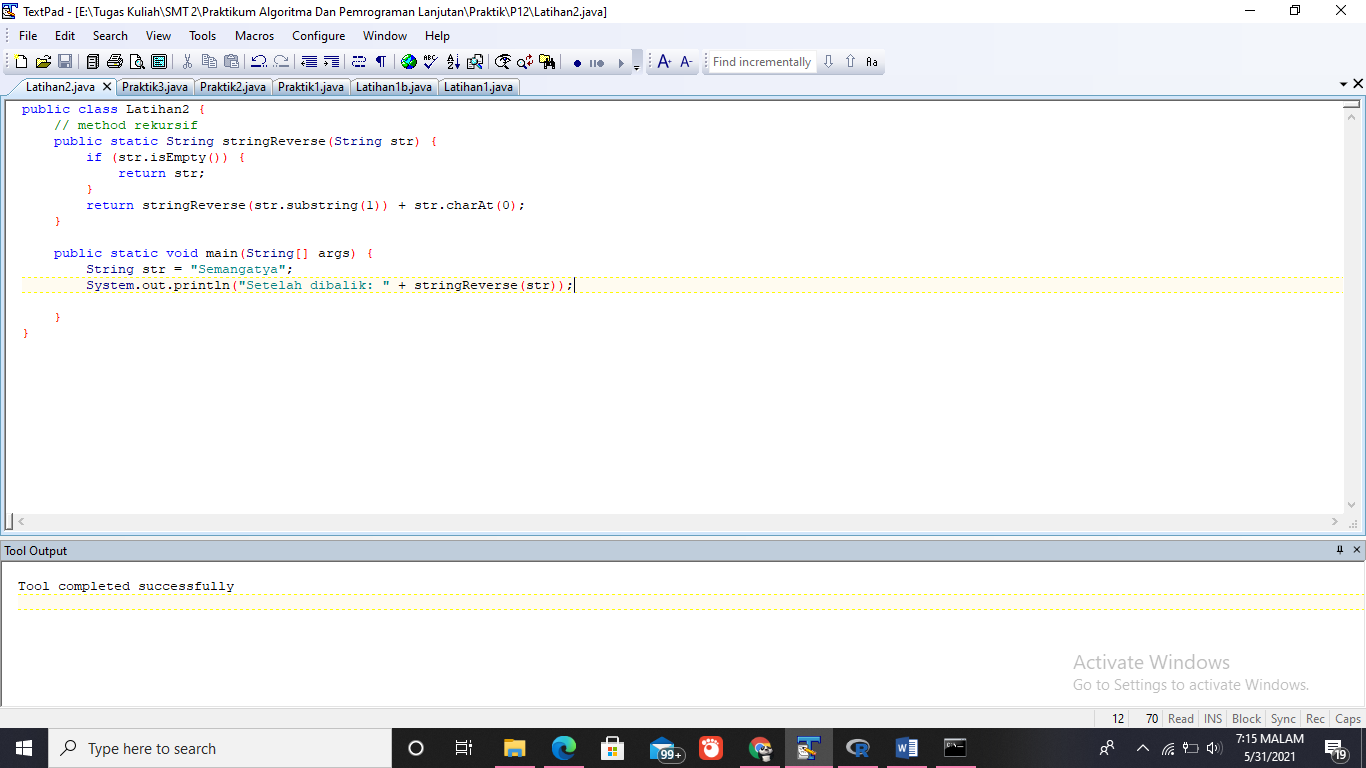 TextPad - [E:\Tugas Kuliah\SMT 2\Praktikum Algoritma Dan Pemrograman Lanjutan\Praktik\P12\Latihan2.java]
File Edit Search View Tools Macros Configure Window Help
A+ A- Find incrementally Aa
Latihan2.java Praktik3.java Praktik2.java Praktik1.java Latihan1b.java Latihan1.java
public class Latihan2 {
// method rekursif
public static String stringReverse(String str) {
if (str.isEmpty()) {
return str;
}
return stringReverse(str.substring(1)) + str.charAt(0);
}
public static void main(String[] args) {
String str = "Semangatya";
System.out.println("Setelah dibalik: " + stringReverse(str));
}
}
Tool Output
Tool completed successfully
Activate Windows
Go to Settings to activate Windows.
12 70 Read INS Block Sync Rec Caps
Type here to search
99+
7:15 MALAM
5/31/2021
19